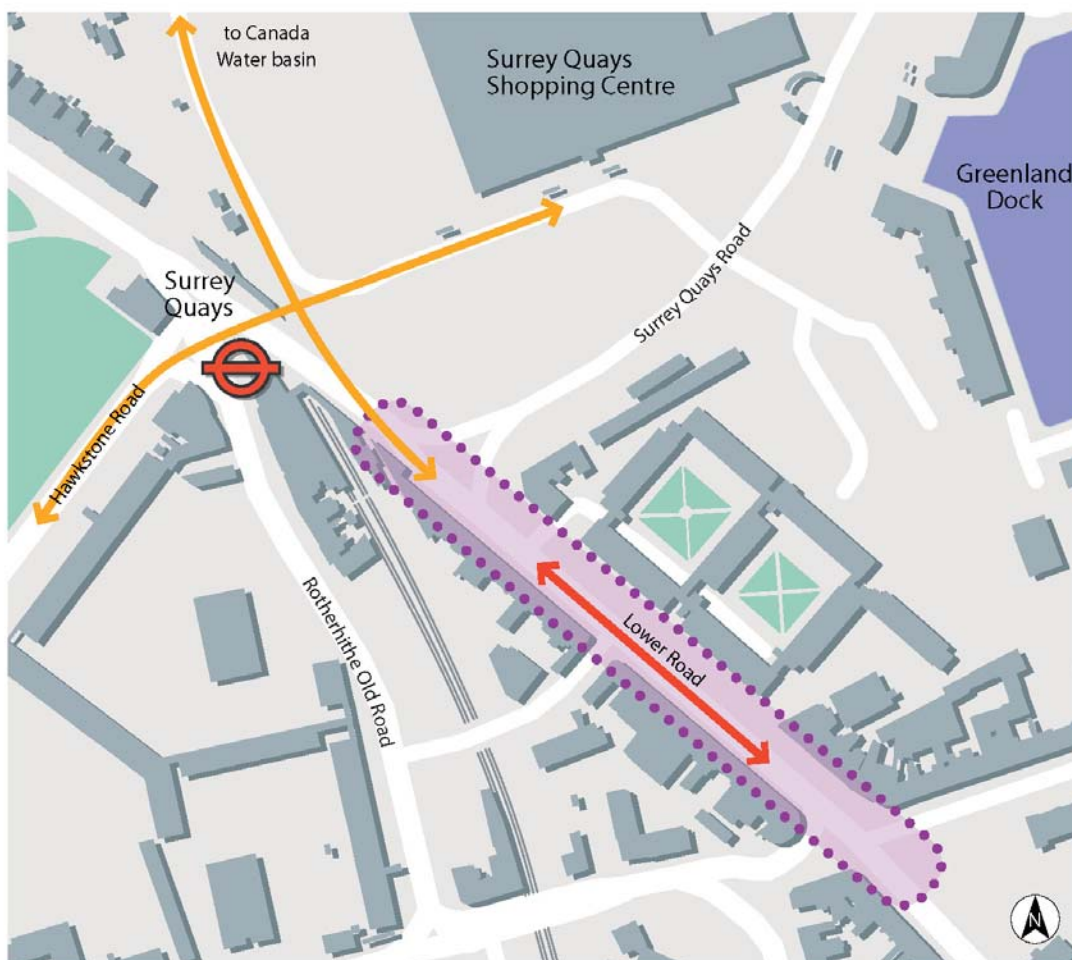 to Canada
Water basin
Surrey Quays
Shopping Centre
Greenland
Dock
Surrey
Quays
Surrey Quays Road
Hawkstone Road
Rotherhithe Old Road
Lower Road
N